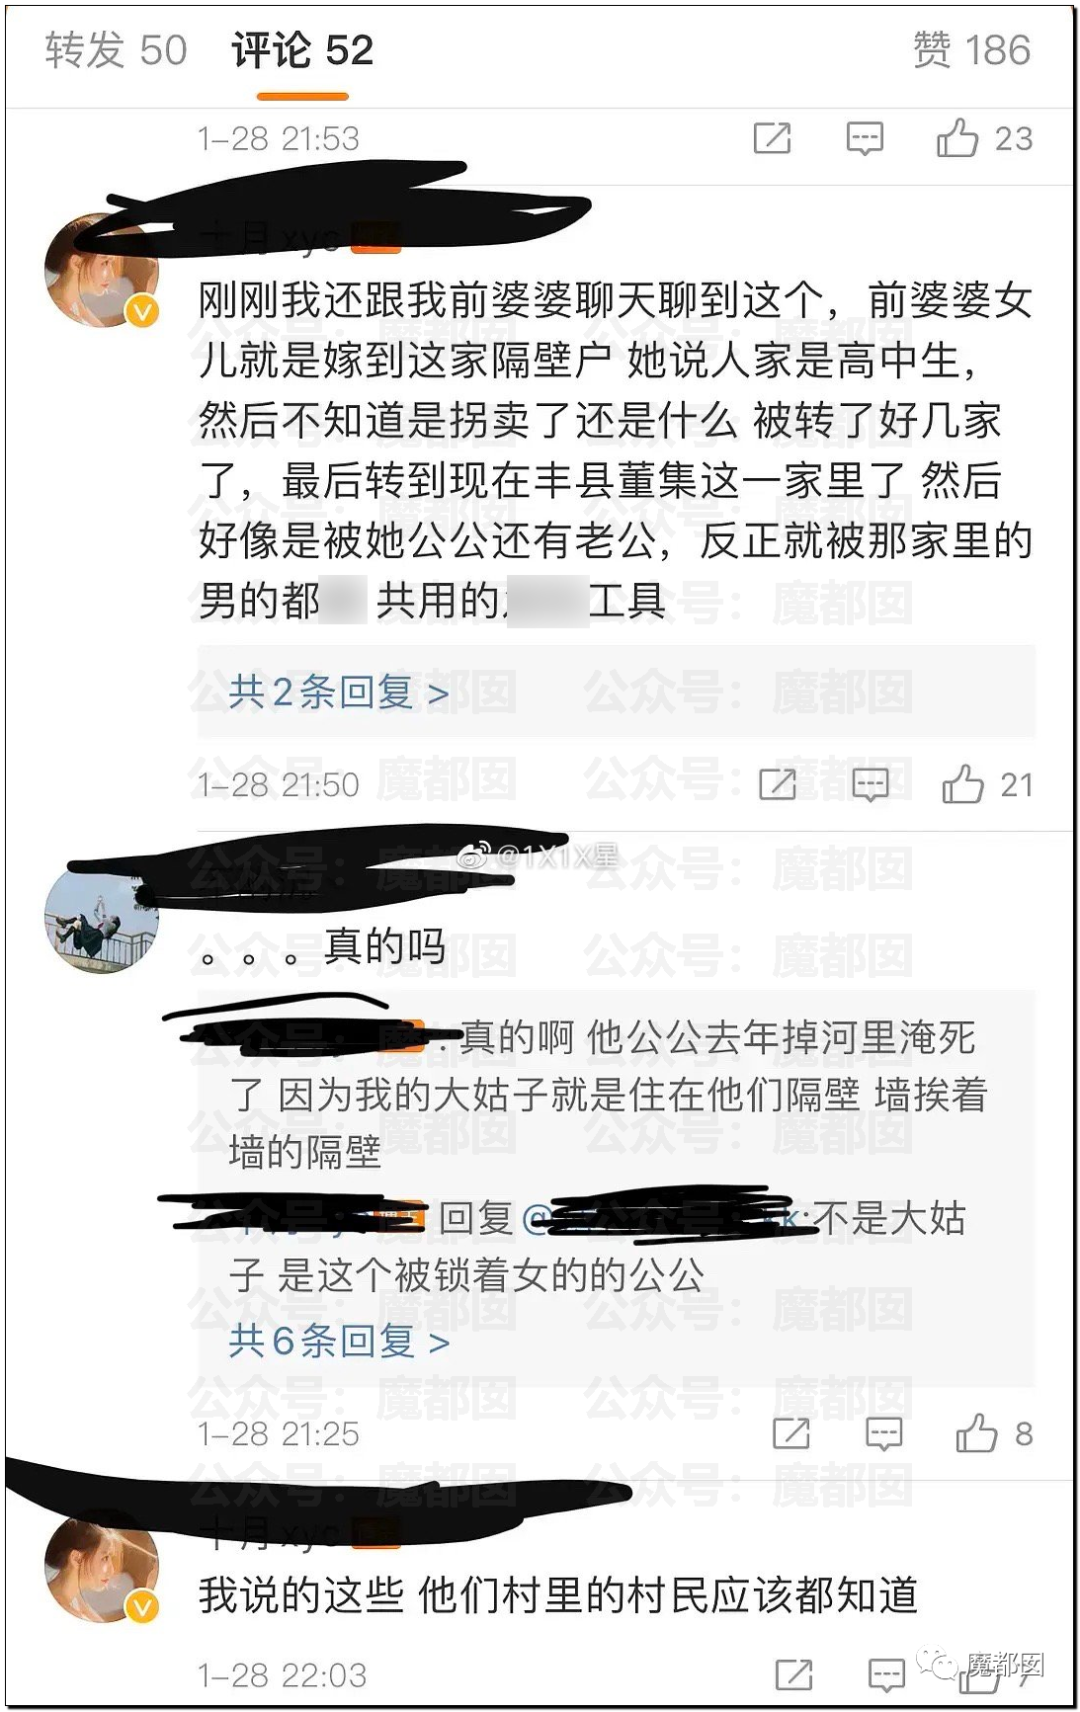 转发 50 评论 52 赞 186
1-28 21:53 23
十月xyc
刚刚我还跟我前婆婆聊天聊到这个，前婆婆女
儿就是嫁到这家隔壁户 她说人家是高中生，
然后不知道是拐卖了还是什么 被转了好几家
了，最后转到现在丰县董集这一家里了 然后
好像是被她公公还有老公，反正就被那家里的
男的都 共用的 工具
共2条回复 >
1-28 21:50 21
@1X1X星
。。。真的吗
：真的啊 他公公去年掉河里淹死
了 因为我的大姑子就是住在他们隔壁 墙挨着
墙的隔壁
回复@ k:不是大姑
子 是这个被锁着女的的公公
共6条回复 >
1-28 21:25 8
十月xyc
我说的这些 他们村里的村民应该都知道
1-28 22:03 7
魔都囡
公众号：魔都囡